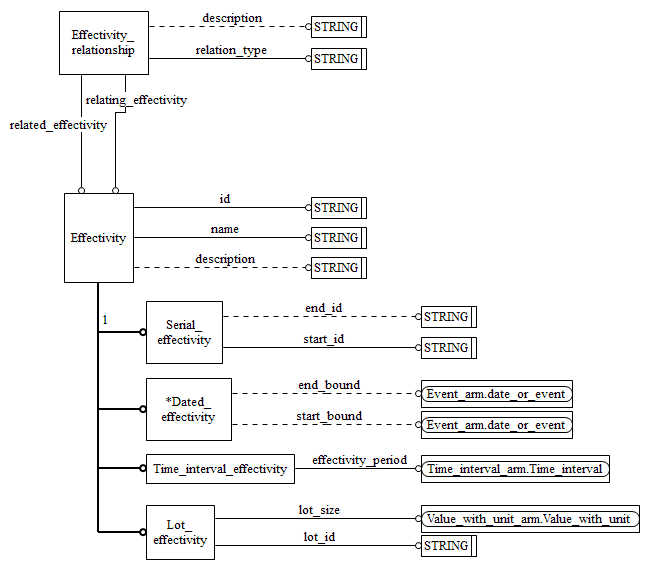 description
Effectivity_
relationship
STRING
relation_type
STRING
relating_effectivity
related_effectivity
id
STRING
Effectivity
name
STRING
description
STRING
1
Serial_
effectivity
end_id
STRING
start_id
STRING
*Dated_
effectivity
end_bound
Event_arm.date_or_event
start_bound
Event_arm.date_or_event
Time_interval_effectivity
effectivity_period
Time_interval_arm.Time_interval
Lot_
effectivity
lot_size
Value_with_unit_arm.Value_with_unit
lot_id
STRING